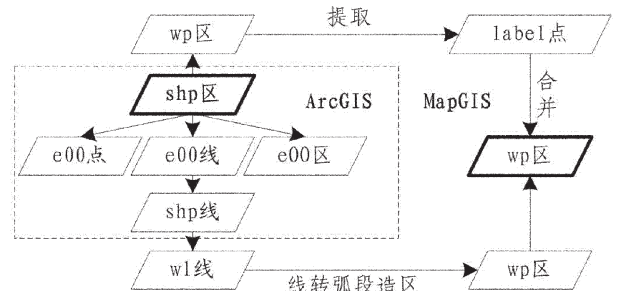 wp区
提取
label点
shp区
ArcGIS
MapGIS
合并
e00点
e00线
e00区
wp区
shp线
wl线
线转弧段造区
wp区